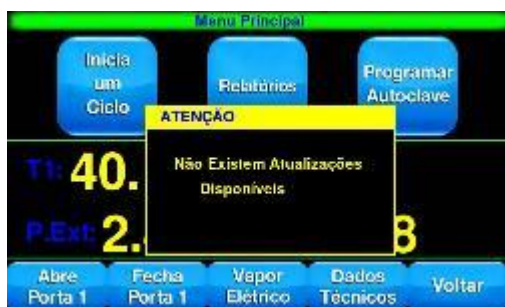 Menu Principal
Inicia
um
Ciclo
Relatórios
Programar
Autoclave
ATENÇÃO
Não Existem Atualizações
Disponíveis
T1: 40.
P.Ext: 2.
8
Abre
Porta 1
Fecha
Porta 1
Vapor
Elétrico
Dados
Técnicos
Voltar